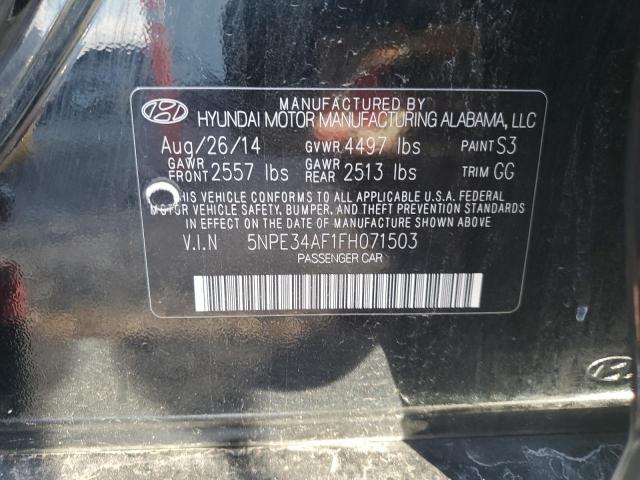 MANUFACTURED BY
HYUNDAI MOTOR MANUFACTURING ALABAMA, LLC
Aug/26/14 GVWR 4497 lbs PAINT S3
GAWR FRONT 2557 lbs GAWR REAR 2513 lbs TRIM GG
THIS VEHICLE CONFORMS TO ALL APPLICABLE U.S.A. FEDERAL
MOTOR VEHICLE SAFETY, BUMPER, AND THEFT PREVENTION STANDARDS
IN EFFECT ON THE DATE OF MANUFACTURE SHOWN ABOVE.
V.I.N 5NPE34AF1FH071503
PASSENGER CAR